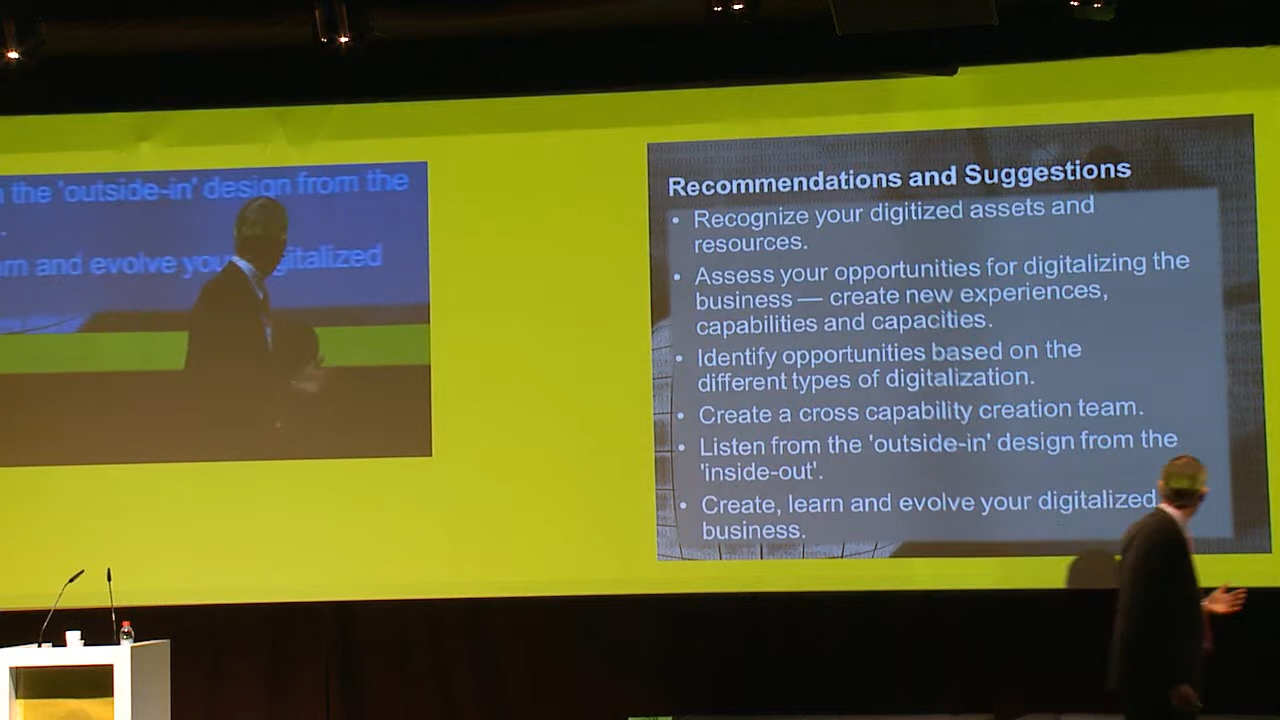 the 'outside-in' design from the
.
and evolve your digitalized
Recommendations and Suggestions
• Recognize your digitized assets and
resources.
• Assess your opportunities for digitalizing the
business — create new experiences,
capabilities and capacities.
• Identify opportunities based on the
different types of digitalization.
• Create a cross capability creation team.
• Listen from the 'outside-in' design from the
'inside-out'.
• Create, learn and evolve your digitalized
business.